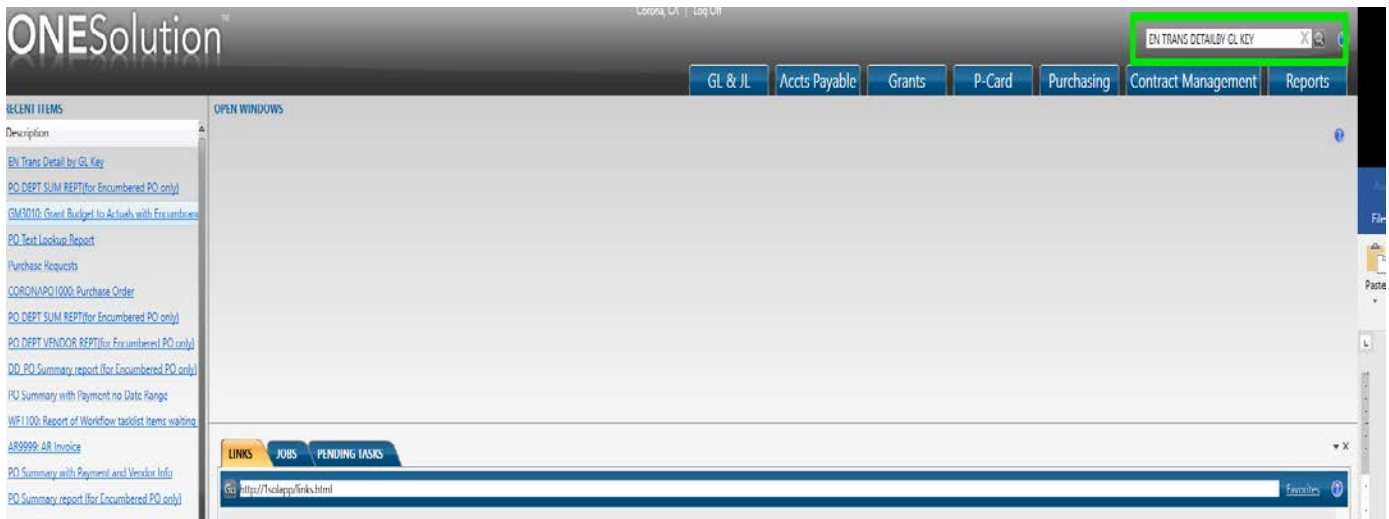 Corona, CA | Log Off
ONESolution™
EN TRANS DETAILBY GL KEY X
GL & JL Accts Payable Grants P-Card Purchasing Contract Management Reports
RECENT ITEMS
OPEN WINDOWS
Description
EN Trans Detail by GL Key
PO DEPT SUM REPT(for Encumbered PO only)
GM3010: Grant Budget to Actuals with Encumbranc
PO Text Lookup Report
Purchase Requests
CORONAPO1000: Purchase Order
PO DEPT SUM REPT(for Encumbered PO only)
PO DEPT VENDOR REPT(for Encumbered PO only)
DD_PO Summary report (for Encumbered PO only)
PO Summary with Payment no Date Range
WF1100: Report of Workflow tasklist Items waiting
AR9999: AR Invoice
PO Summary with Payment and Vendor Info
PO Summary report (for Encumbered PO only)
LINKS JOBS PENDING TASKS
Go http://1solapp/links.html Favorites
File
Paste
L